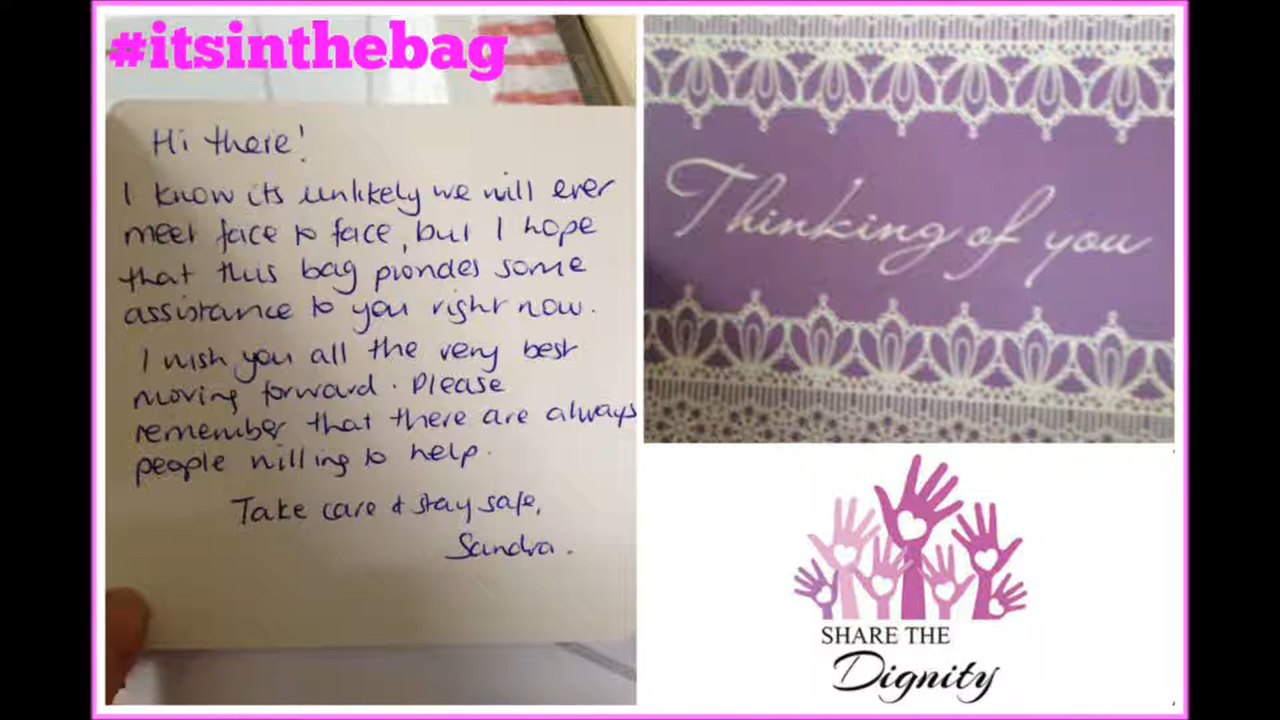 #itsinthebag
Hi there!
I know its unlikely we will ever
meet face to face, but I hope
that this bag provides some
assistance to you right now.
I wish you all the very best
moving forward. Please
remember that there are always
people willing to help.
Take care & stay safe,
Sandra.
Thinking of you
SHARE THE
Dignity